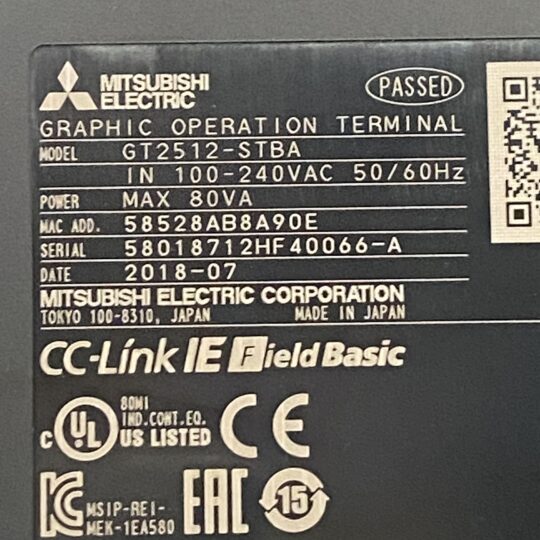 MITSUBISHI
ELECTRIC
PASSED
GRAPHIC OPERATION TERMINAL
MODEL GT2512-STBA
IN 100-240VAC 50/60Hz
POWER MAX 80VA
MAC ADD. 58528AB8A90E
SERIAL 58018712HF40066-A
DATE 2018-07
MITSUBISHI ELECTRIC CORPORATION
TOKYO 100-8310, JAPAN MADE IN JAPAN
CC-Link IE Field Basic
c UL US LISTED
80M1
IND.CONT.EQ.
CE
KC MSIP-REI-
MEK-1EA580
EAC
15